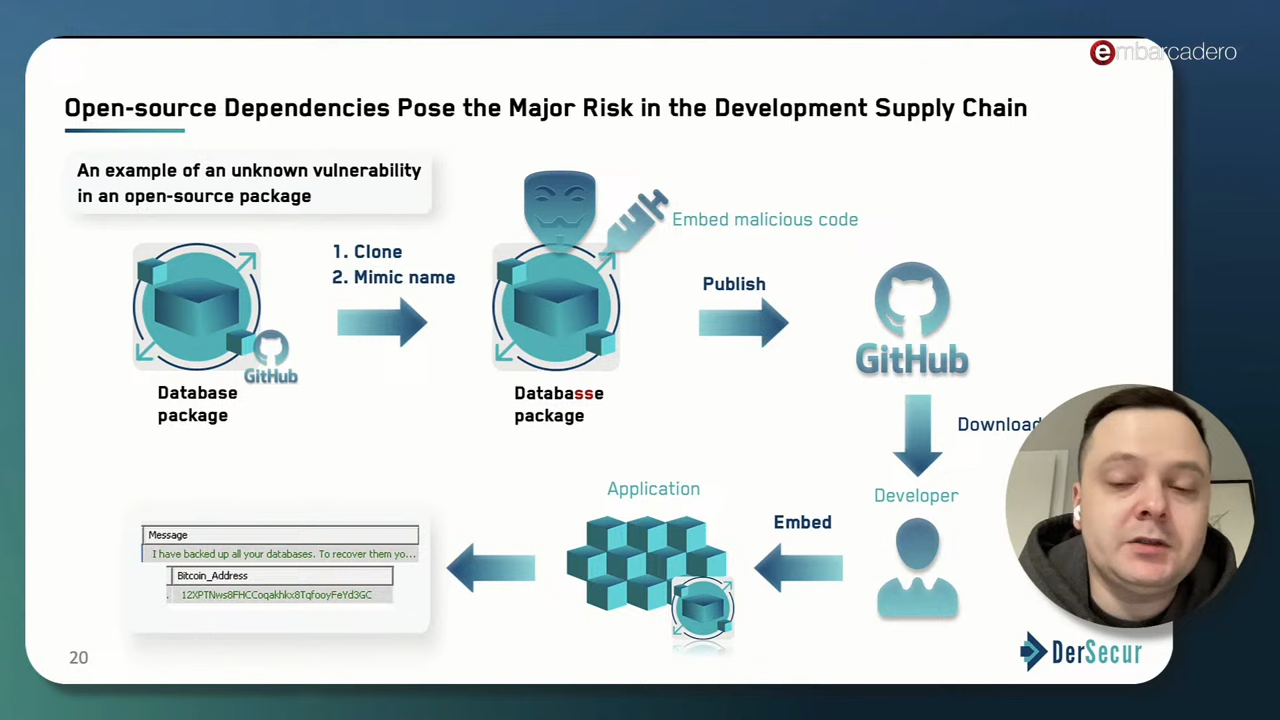 embarcadero
Open-source Dependencies Pose the Major Risk in the Development Supply Chain
An example of an unknown vulnerability
in an open-source package
Embed malicious code
1. Clone
2. Mimic name
Publish
GitHub
GitHub
Database
package
Databasse
package
Download
Developer
Application
Embed
Message
I have backed up all your databases. To recover them yo...
Bitcoin_Address
12XPTNws8FHCCoqakhkx8TqfooyFeYd3GC
20
DerSecur